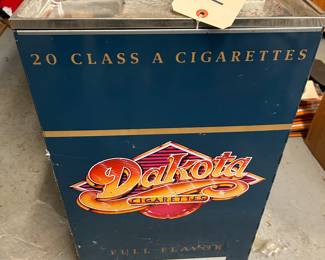 20 CLASS A CIGARETTES
Dakota
CIGARETTES
FULL FLAVOR